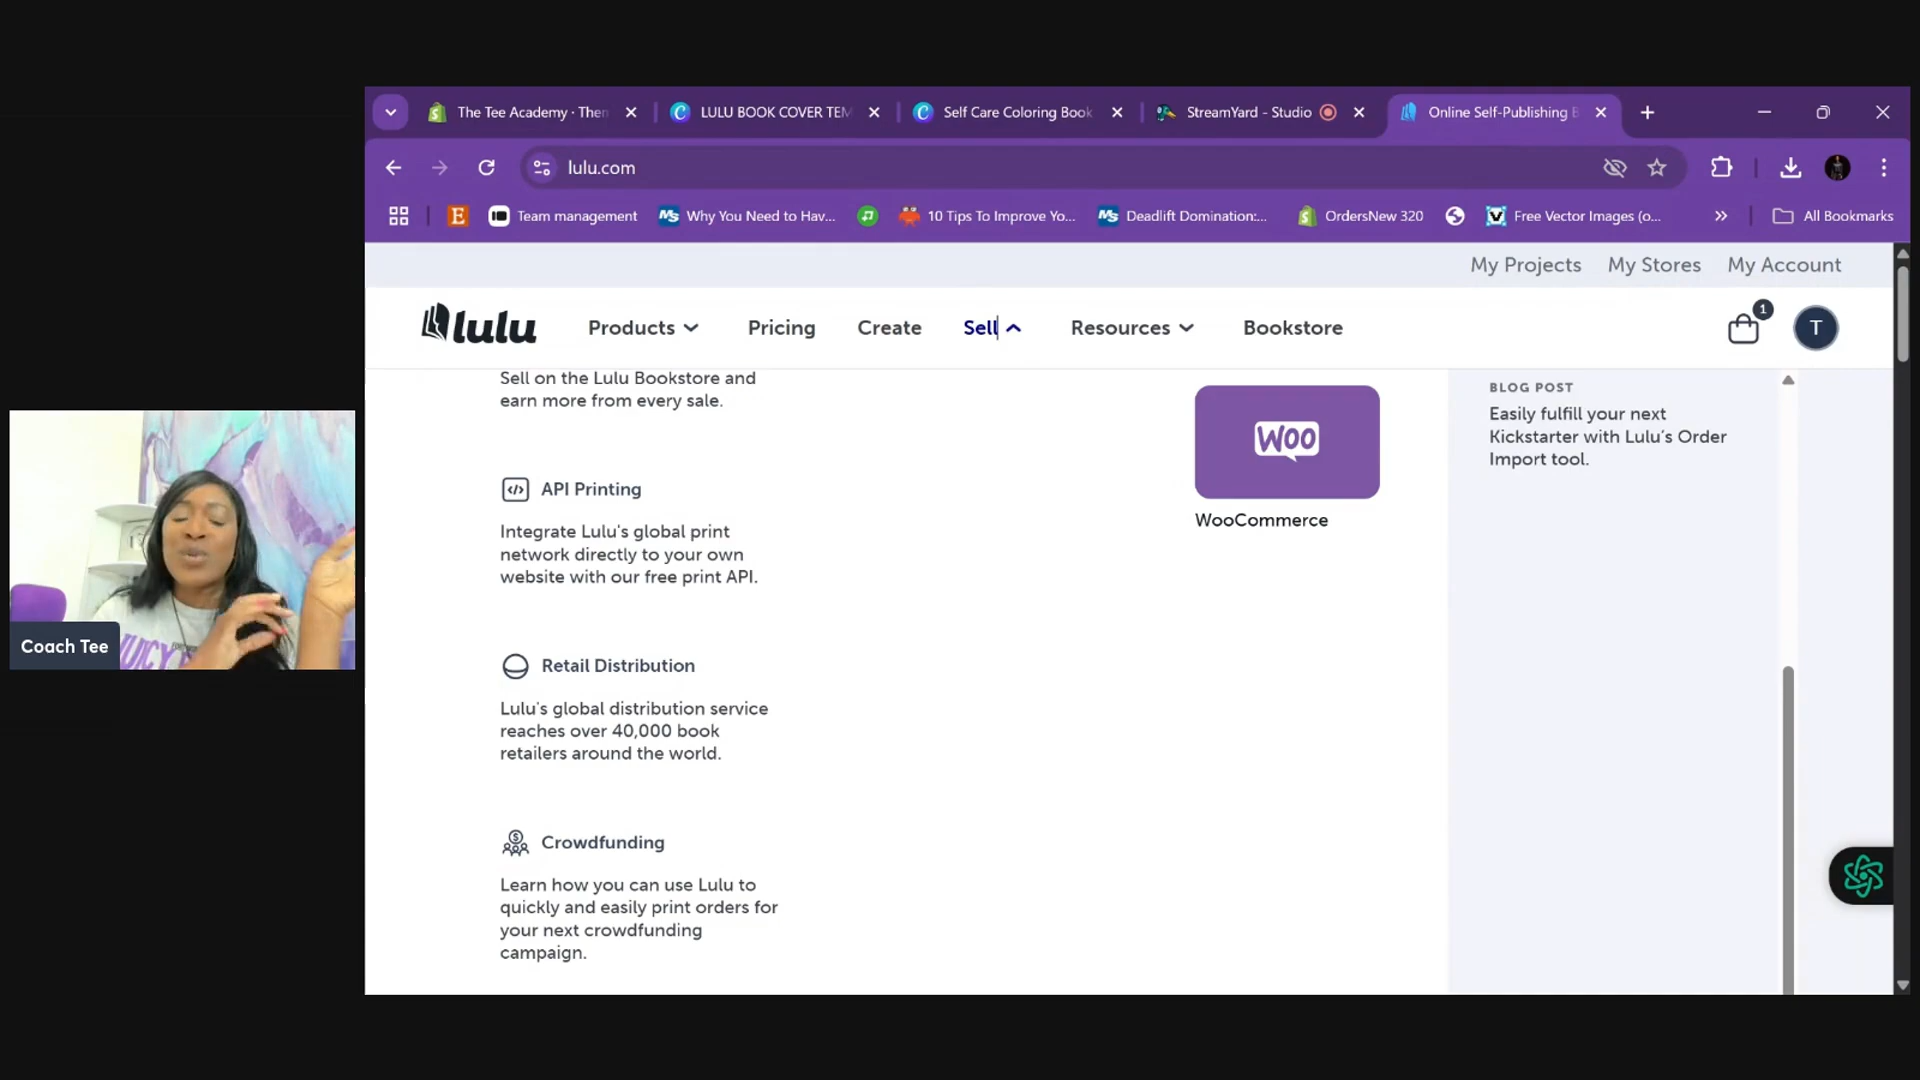 The Tee Academy · Then
LULU BOOK COVER TEM
Self Care Coloring Book
StreamYard - Studio
Online Self-Publishing B
lulu.com
Team management
Why You Need to Hav...
10 Tips To Improve Yo...
Deadlift Domination:...
OrdersNew 320
Free Vector Images (o...
All Bookmarks
My Projects
My Stores
My Account
lulu
Products
Pricing
Create
Sell
Resources
Bookstore
1
T
Sell on the Lulu Bookstore and
earn more from every sale.
API Printing
Integrate Lulu's global print
network directly to your own
website with our free print API.
Retail Distribution
Lulu's global distribution service
reaches over 40,000 book
retailers around the world.
Crowdfunding
Learn how you can use Lulu to
quickly and easily print orders for
your next crowdfunding
campaign.
Woo
WooCommerce
BLOG POST
Easily fulfill your next
Kickstarter with Lulu's Order
Import tool.
Coach Tee